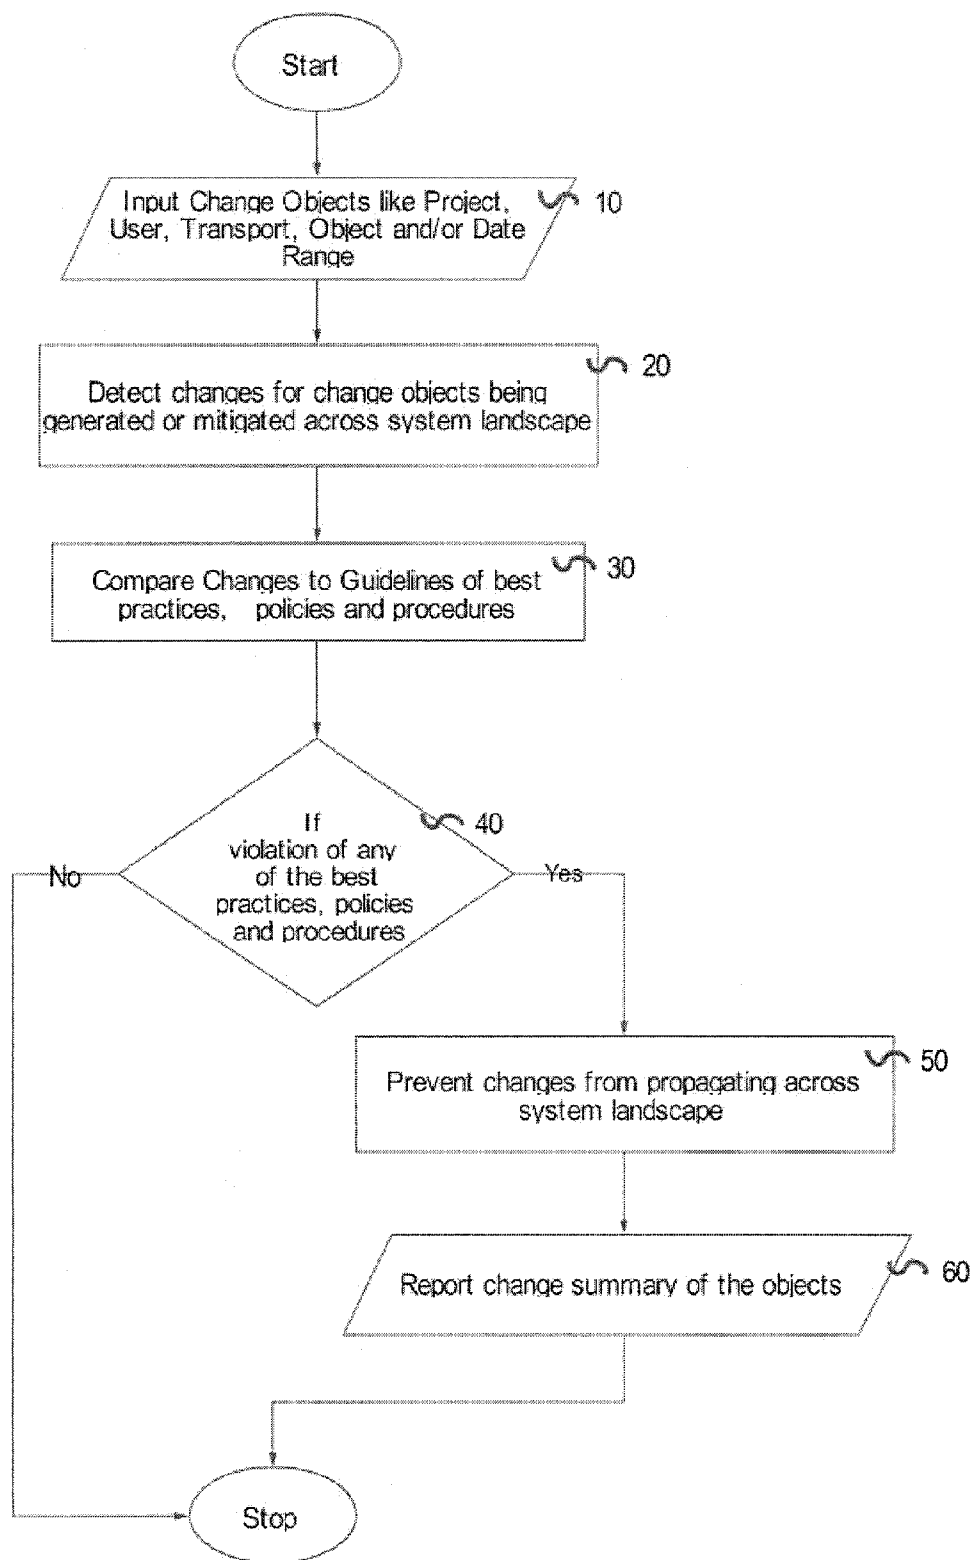 Start
Input Change Objects like Project,
User, Transport, Object and/or Date
Range
10
Detect changes for change objects being
generated or mitigated across system landscape
20
Compare Changes to Guidelines of best
practices, policies and procedures
30
If
violation of any
of the best
practices, policies
and procedures
40
No
Yes
Prevent changes from propagating across
system landscape
50
Report change summary of the objects
60
Stop